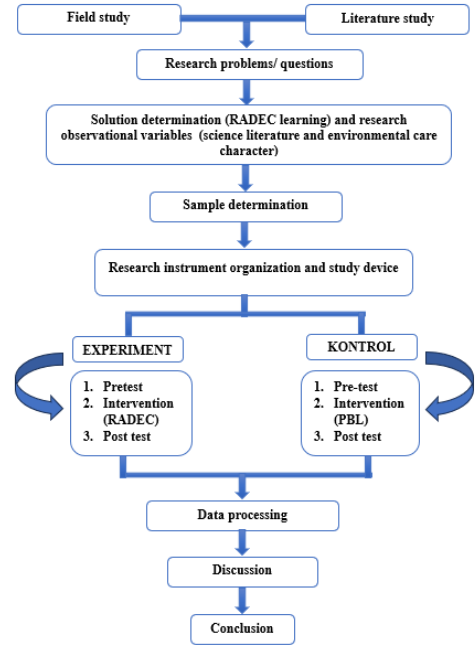 Field study
Literature study
Research problems/ questions
Solution determination (RADEC learning) and research
observational variables (science literature and environmental care
character)
Sample determination
Research instrument organization and study device
EXPERIMENT
1. Pretest
2. Intervention
(RADEC)
3. Post test
KONTROL
1. Pre-test
2. Intervention
(PBL)
3. Post test
Data processing
Discussion
Conclusion